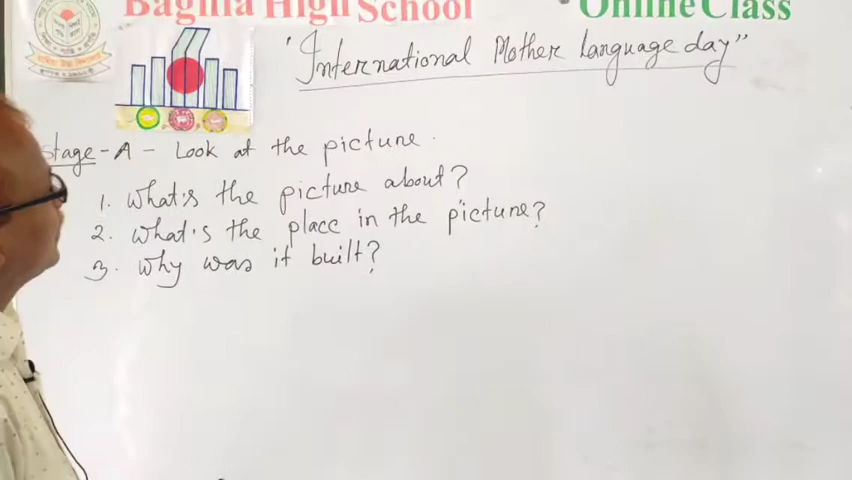 Baghia High School
Online Class
'International Mother Language day"
Stage - A - Look at the picture.
1. What's the picture about?
2. What's the place in the picture?
3. Why was it built?